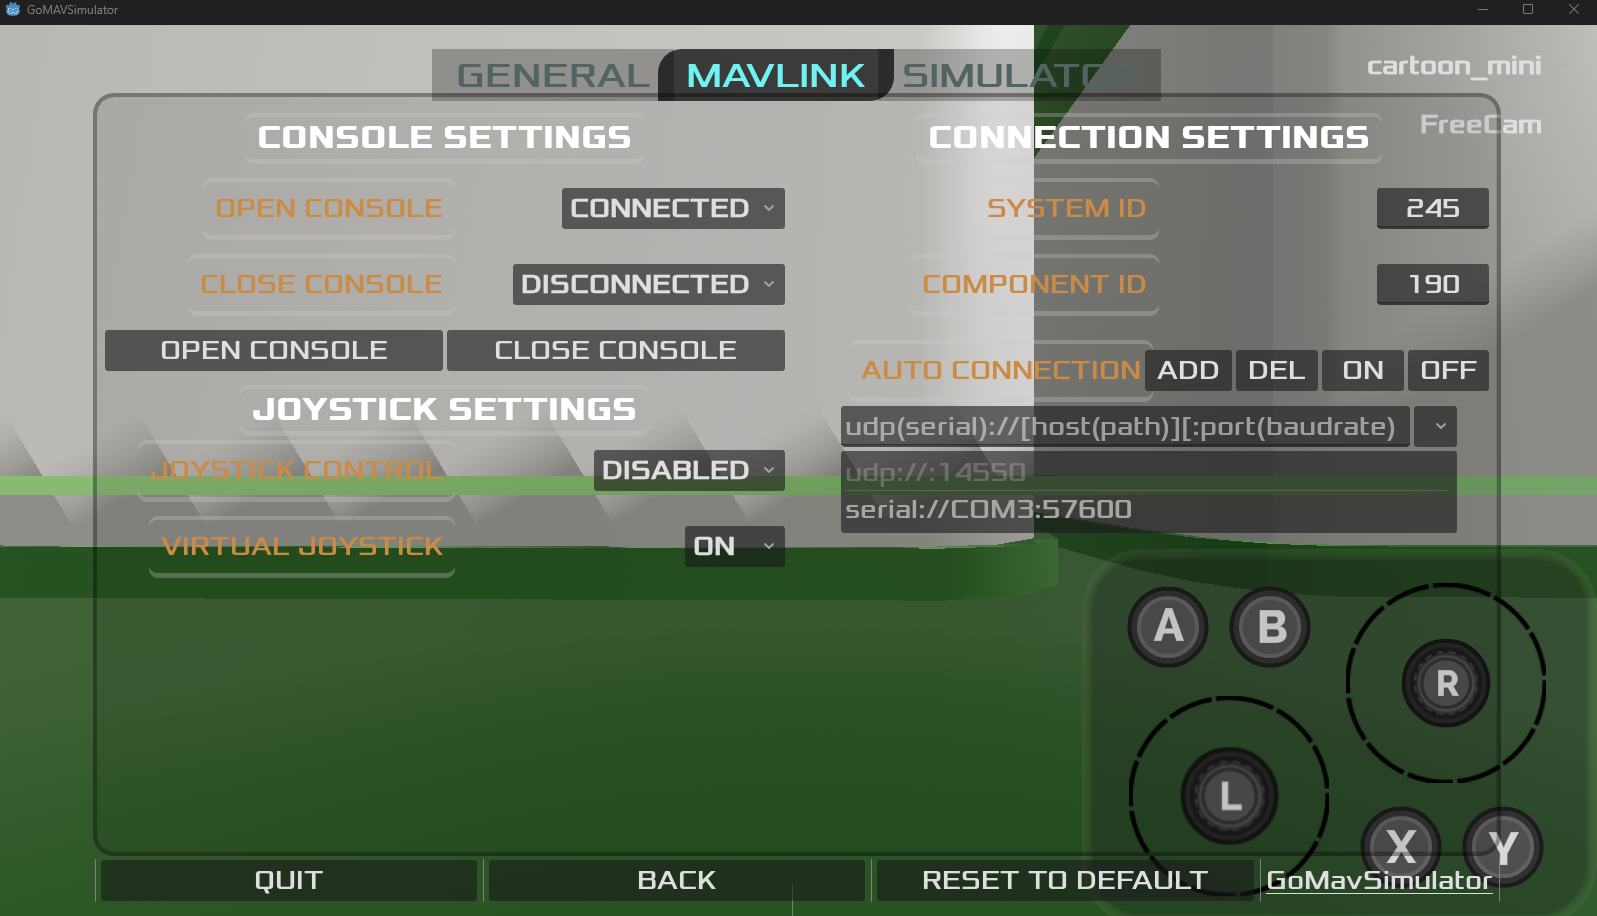 GoMAVSimulator
GENERAL
MAVLINK
SIMULATOR
cartoon_mini
FreeCam
CONSOLE SETTINGS
OPEN CONSOLE
CONNECTED
CLOSE CONSOLE
DISCONNECTED
OPEN CONSOLE
CLOSE CONSOLE
JOYSTICK SETTINGS
JOYSTICK CONTROL
DISABLED
VIRTUAL JOYSTICK
ON
CONNECTION SETTINGS
SYSTEM ID
245
COMPONENT ID
190
AUTO CONNECTION
ADD
DEL
ON
OFF
udp(serial)://[host(path)][:port(baudrate)
udp://:14550
serial://COM3:57600
A
B
R
L
X
Y
QUIT
BACK
RESET TO DEFAULT
GoMavSimulator